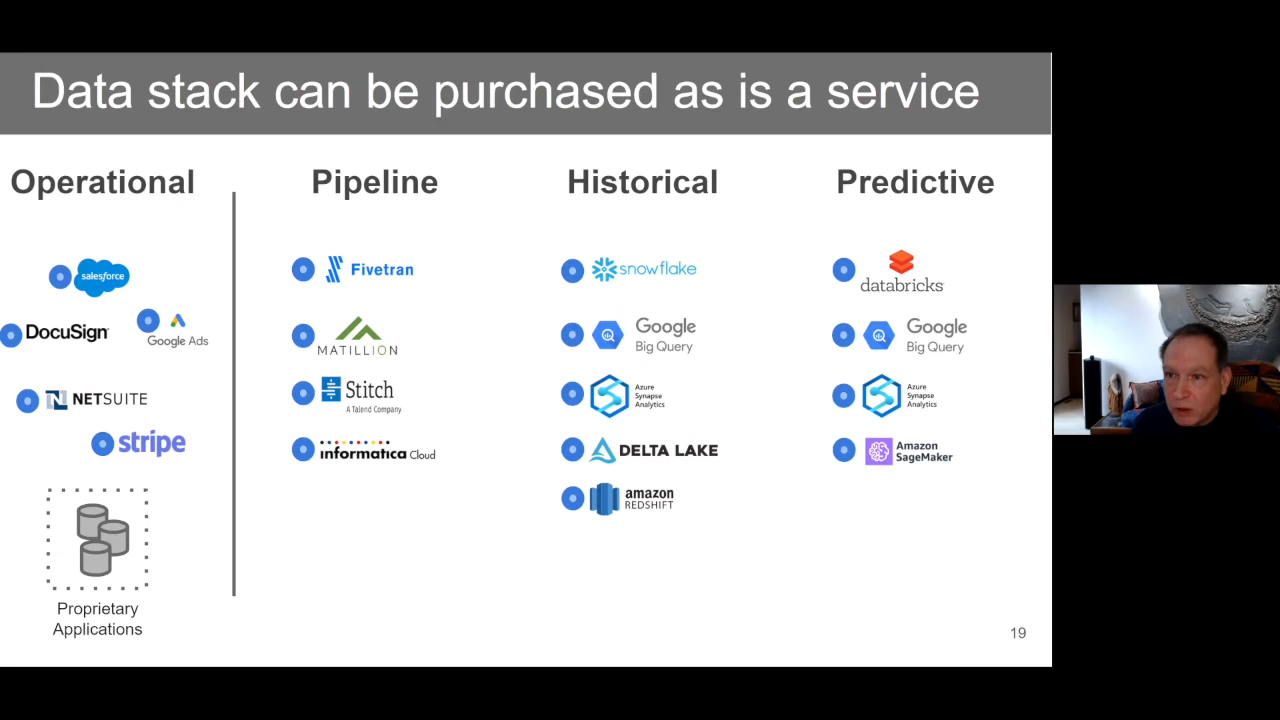 Data stack can be purchased as is a service
Operational
salesforce
DocuSign
Google Ads
NETSUITE
stripe
Proprietary
Applications
Pipeline
Fivetran
MATILLION
Stitch
A Talend Company
informatica Cloud
Historical
snowflake
Google
Big Query
Azure
Synapse
Analytics
DELTA LAKE
amazon
REDSHIFT
Predictive
databricks
Google
Big Query
Azure
Synapse
Analytics
Amazon
SageMaker
19